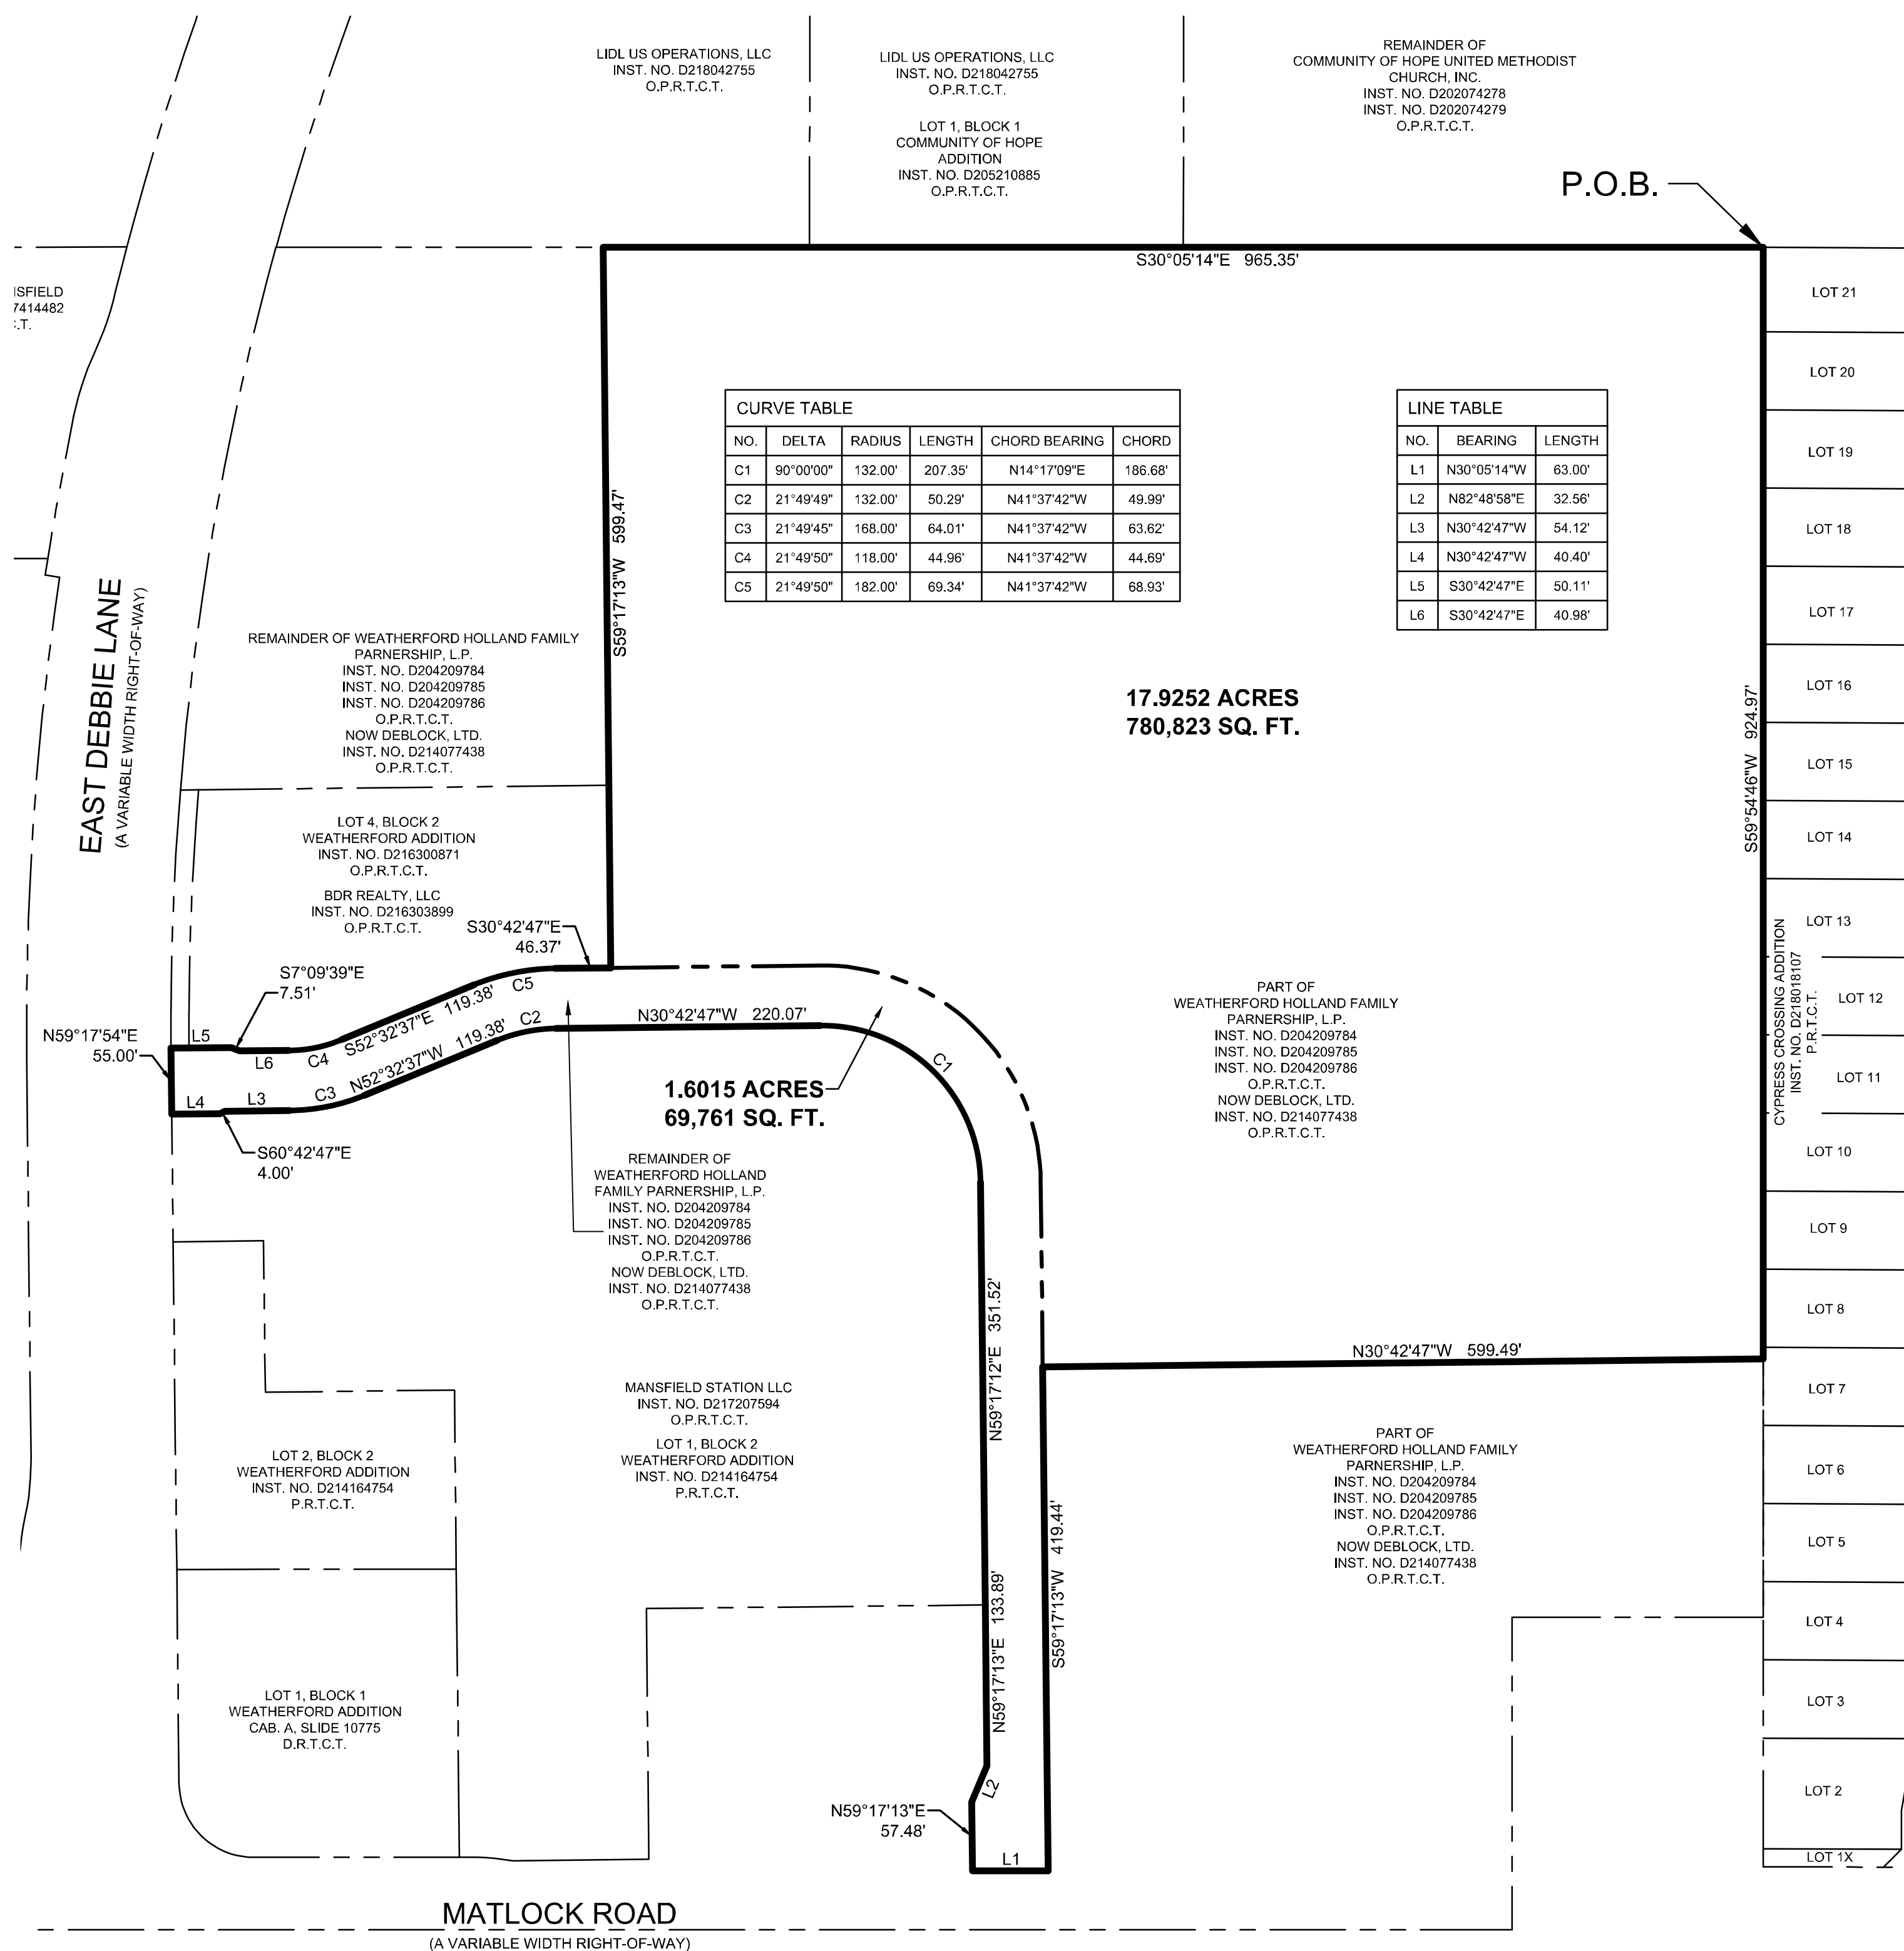 LIDL US OPERATIONS, LLC
INST. NO. D218042755
O.P.R.T.C.T.
LIDL US OPERATIONS, LLC
INST. NO. D218042755
O.P.R.T.C.T.
LOT 1, BLOCK 1
COMMUNITY OF HOPE
ADDITION
INST. NO. D205210885
O.P.R.T.C.T.
REMAINDER OF
COMMUNITY OF HOPE UNITED METHODIST
CHURCH, INC.
INST. NO. D202074278
INST. NO. D202074279
O.P.R.T.C.T.
P.O.B.
S30°05'14"E 965.35'
ISFIELD
7414482
C.T.
S59°17'13"W 599.47'
CURVE TABLE
NO. DELTA RADIUS LENGTH CHORD BEARING CHORD
C1 90°00'00" 132.00' 207.35' N14°17'09"E 186.68'
C2 21°49'49" 132.00' 50.29' N41°37'42"W 49.99'
C3 21°49'45" 168.00' 64.01' N41°37'42"W 63.62'
C4 21°49'50" 118.00' 44.96' N41°37'42"W 44.69'
C5 21°49'50" 182.00' 69.34' N41°37'42"W 68.93'
LINE TABLE
NO. BEARING LENGTH
L1 N30°05'14"W 63.00'
L2 N82°48'58"E 32.56'
L3 N30°42'47"W 54.12'
L4 N30°42'47"W 40.40'
L5 S30°42'47"E 50.11'
L6 S30°42'47"E 40.98'
EAST DEBBIE LANE
(A VARIABLE WIDTH RIGHT-OF-WAY)
REMAINDER OF WEATHERFORD HOLLAND FAMILY
PARNERSHIP, L.P.
INST. NO. D204209784
INST. NO. D204209785
INST. NO. D204209786
O.P.R.T.C.T.
NOW DEBLOCK, LTD.
INST. NO. D214077438
O.P.R.T.C.T.
17.9252 ACRES
780,823 SQ. FT.
S59°54'46"W 924.97'
LOT 4, BLOCK 2
WEATHERFORD ADDITION
INST. NO. D216300871
O.P.R.T.C.T.
BDR REALTY, LLC
INST. NO. D216303899
O.P.R.T.C.T.
S30°42'47"E
46.37'
S7°09'39"E
7.51'
N59°17'54"E
55.00'
L5
L6
C4
S52°32'37"E 119.38'
C5
L4
L3
C3
N52°32'37"W 119.38'
C2
N30°42'47"W 220.07'
C1
S60°42'47"E
4.00'
1.6015 ACRES
69,761 SQ. FT.
REMAINDER OF
WEATHERFORD HOLLAND
FAMILY PARNERSHIP, L.P.
INST. NO. D204209784
INST. NO. D204209785
INST. NO. D204209786
O.P.R.T.C.T.
NOW DEBLOCK, LTD.
INST. NO. D214077438
O.P.R.T.C.T.
PART OF
WEATHERFORD HOLLAND FAMILY
PARNERSHIP, L.P.
INST. NO. D204209784
INST. NO. D204209785
INST. NO. D204209786
O.P.R.T.C.T.
NOW DEBLOCK, LTD.
INST. NO. D214077438
O.P.R.T.C.T.
CYPRESS CROSSING ADDITION
INST. NO. D218018107
P.R.T.C.T.
N59°17'12"E 351.52'
N30°42'47"W 599.49'
MANSFIELD STATION LLC
INST. NO. D217207594
O.P.R.T.C.T.
LOT 1, BLOCK 2
WEATHERFORD ADDITION
INST. NO. D214164754
P.R.T.C.T.
LOT 2, BLOCK 2
WEATHERFORD ADDITION
INST. NO. D214164754
P.R.T.C.T.
PART OF
WEATHERFORD HOLLAND FAMILY
PARNERSHIP, L.P.
INST. NO. D204209784
INST. NO. D204209785
INST. NO. D204209786
O.P.R.T.C.T.
NOW DEBLOCK, LTD.
INST. NO. D214077438
O.P.R.T.C.T.
N59°17'13"E 133.89'
S59°17'13"W 419.44'
LOT 1, BLOCK 1
WEATHERFORD ADDITION
CAB. A, SLIDE 10775
D.R.T.C.T.
L2
N59°17'13"E
57.48'
L1
LOT 21
LOT 20
LOT 19
LOT 18
LOT 17
LOT 16
LOT 15
LOT 14
LOT 13
LOT 12
LOT 11
LOT 10
LOT 9
LOT 8
LOT 7
LOT 6
LOT 5
LOT 4
LOT 3
LOT 2
LOT 1X
MATLOCK ROAD
(A VARIABLE WIDTH RIGHT-OF-WAY)